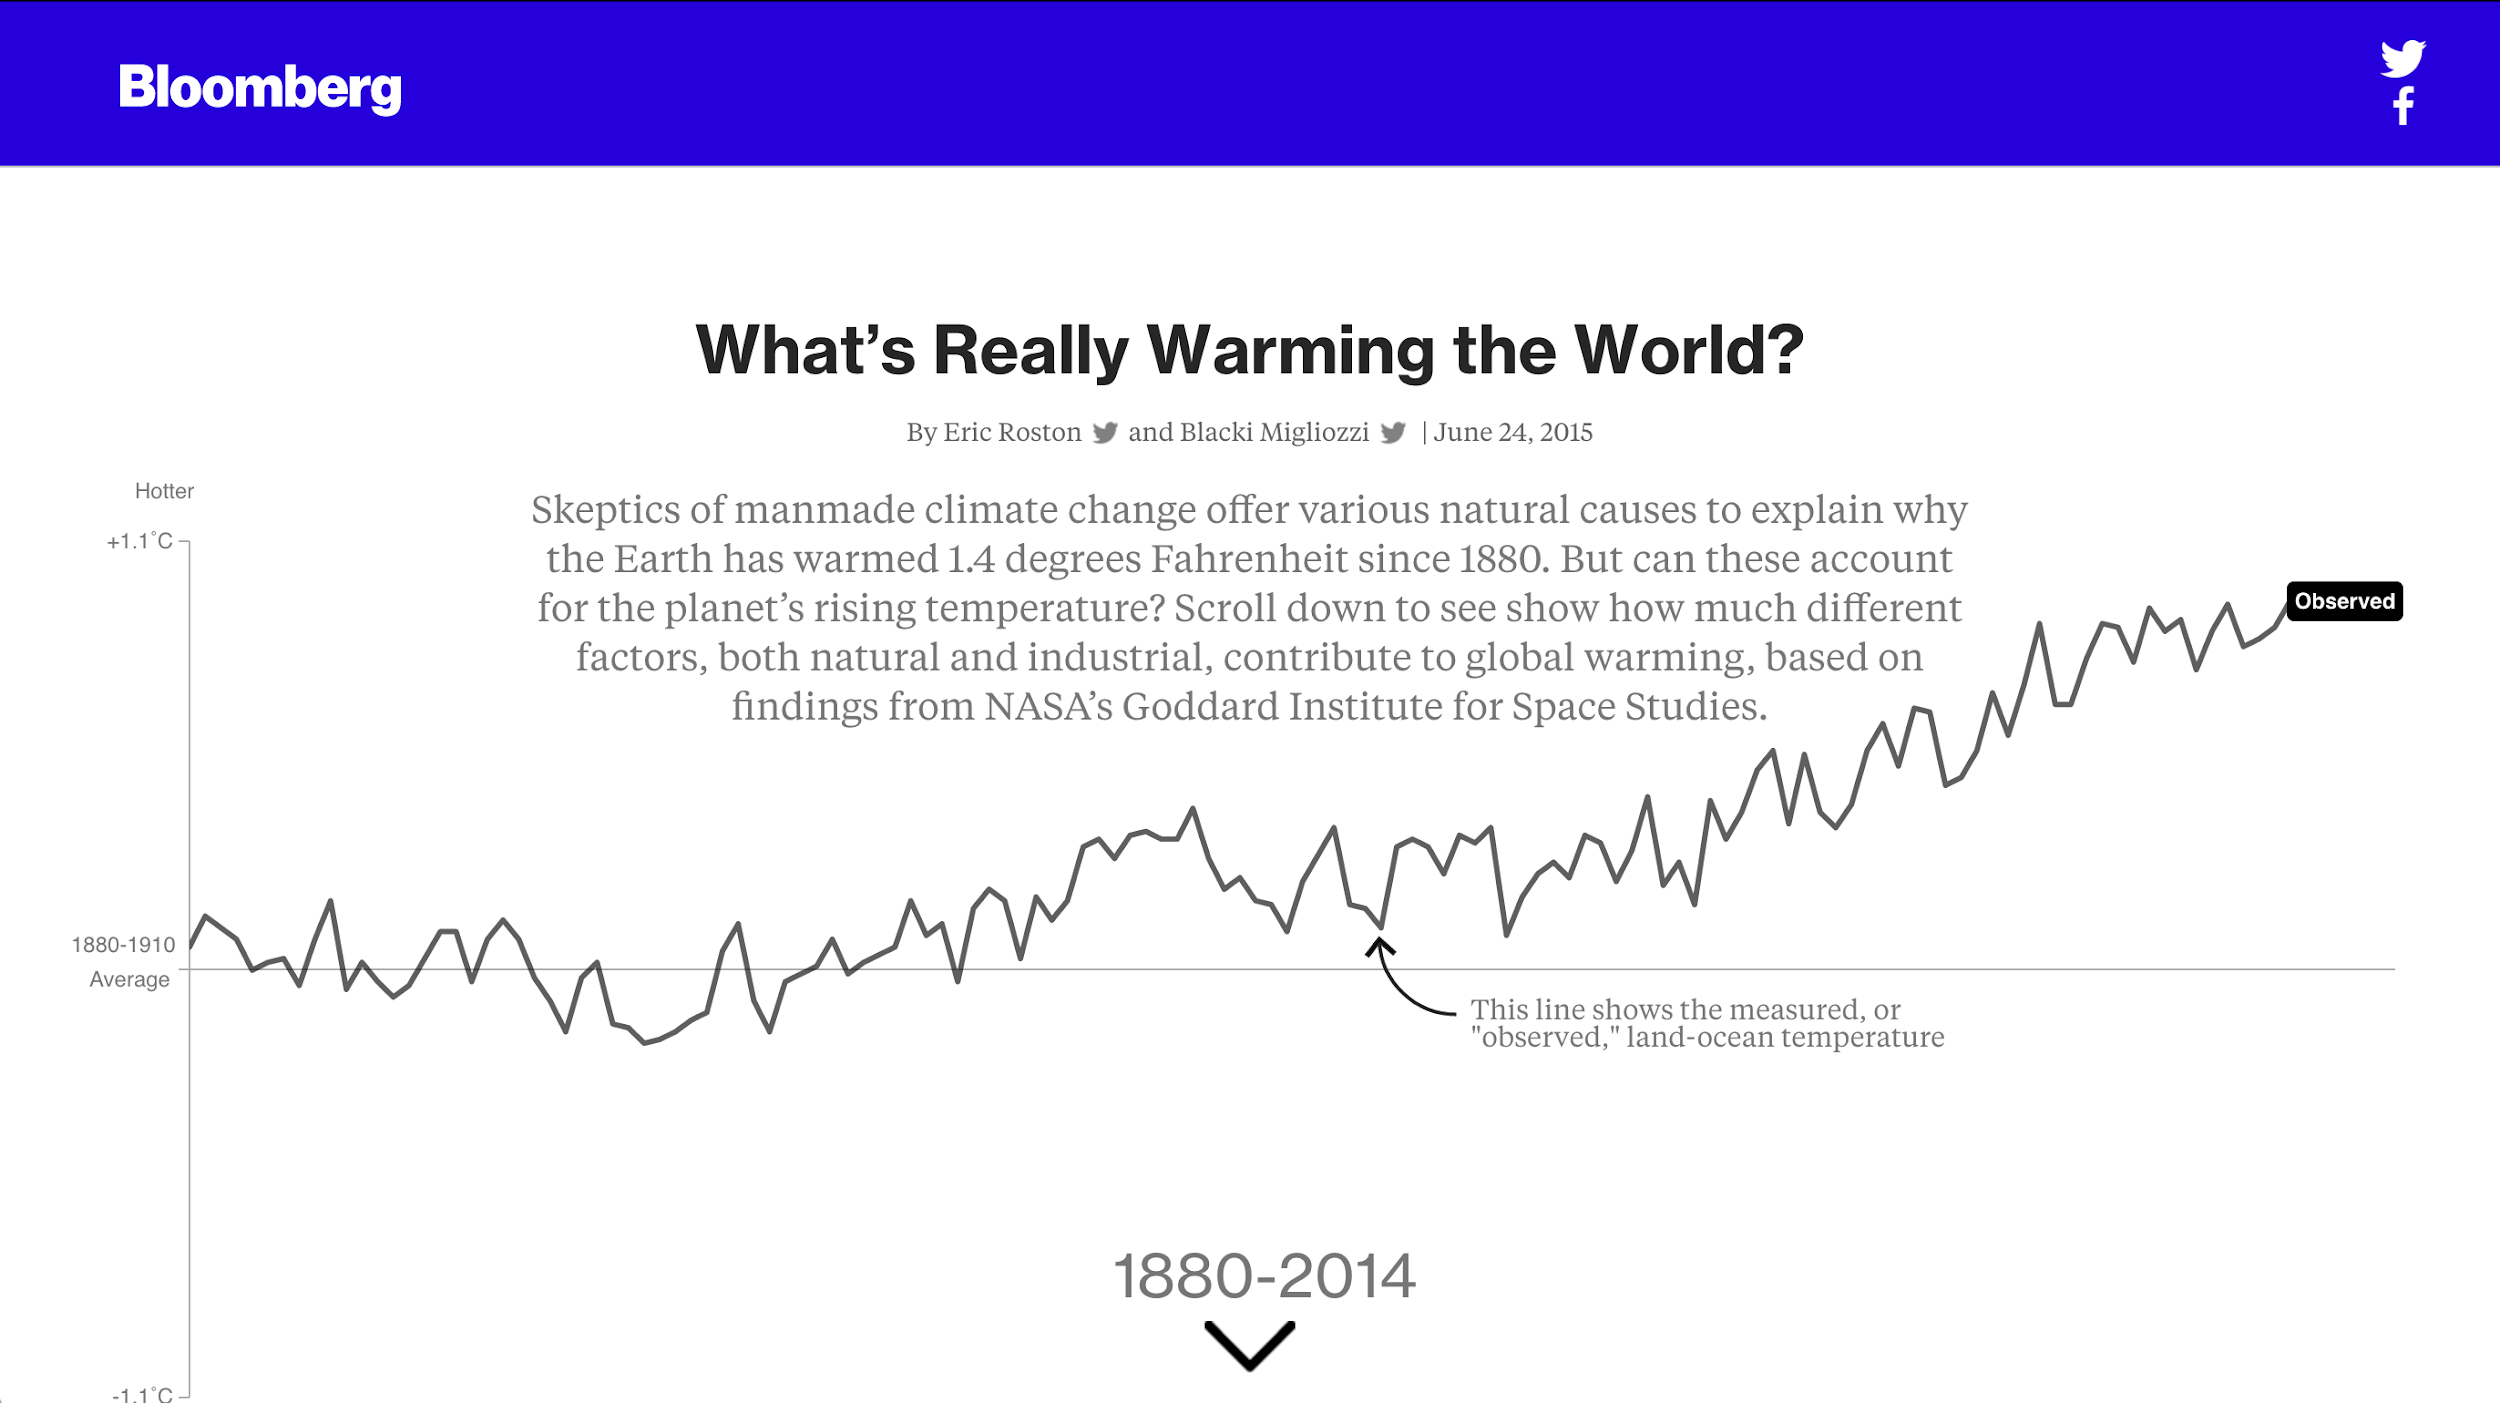 Bloomberg
What's Really Warming the World?
By Eric Roston and Blacki Migliozzi | June 24, 2015
Skeptics of manmade climate change offer various natural causes to explain why
the Earth has warmed 1.4 degrees Fahrenheit since 1880. But can these account
for the planet's rising temperature? Scroll down to see show how much different
factors, both natural and industrial, contribute to global warming, based on
findings from NASA's Goddard Institute for Space Studies.
Hotter
+1.1°C
Observed
1880-1910
Average
This line shows the measured, or
"observed," land-ocean temperature
1880-2014
-1.1°C